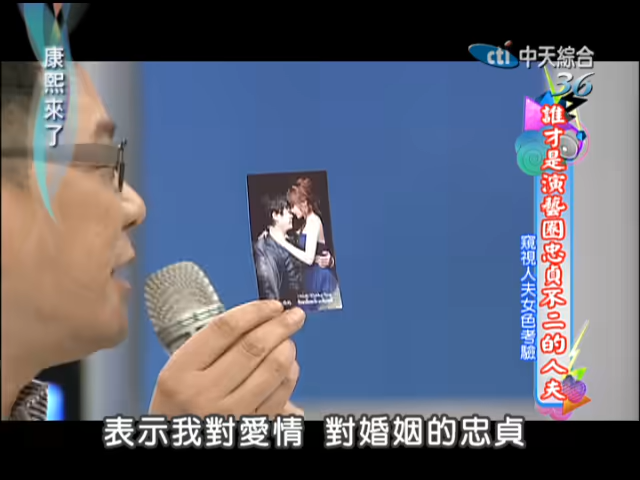 康熙來了
cti 中天綜合
36
誰才是演藝圈忠貞不二的人夫
窺視人夫女色考驗
表示我對愛情 對婚姻的忠貞